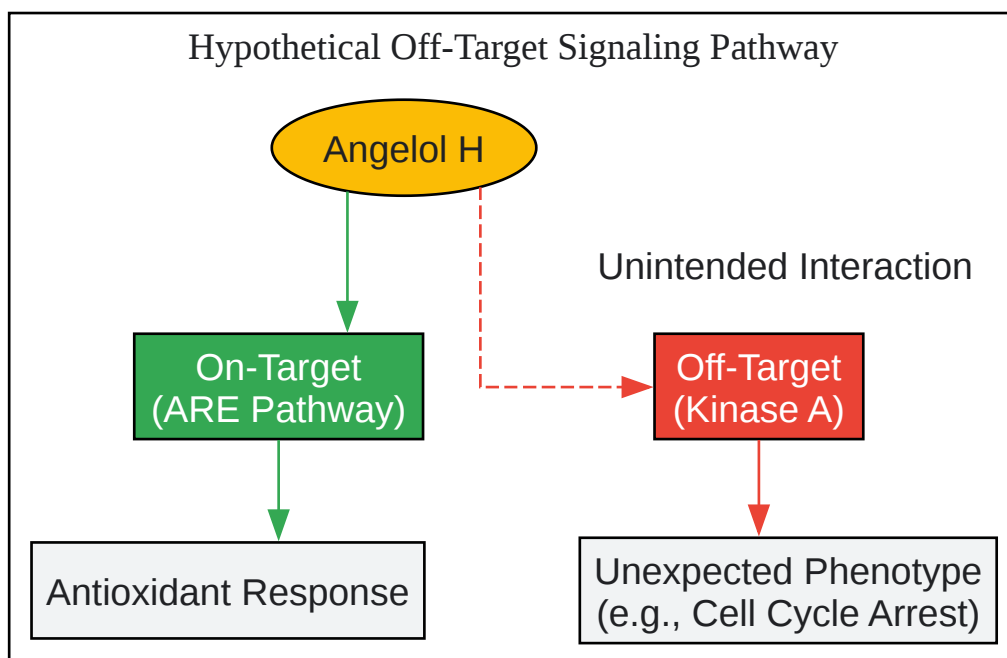 Hypothetical Off-Target Signaling Pathway
Angelol H
Unintended Interaction
On-Target
(ARE Pathway)
Off-Target
(Kinase A)
Antioxidant Response
Unexpected Phenotype
(e.g., Cell Cycle Arrest)